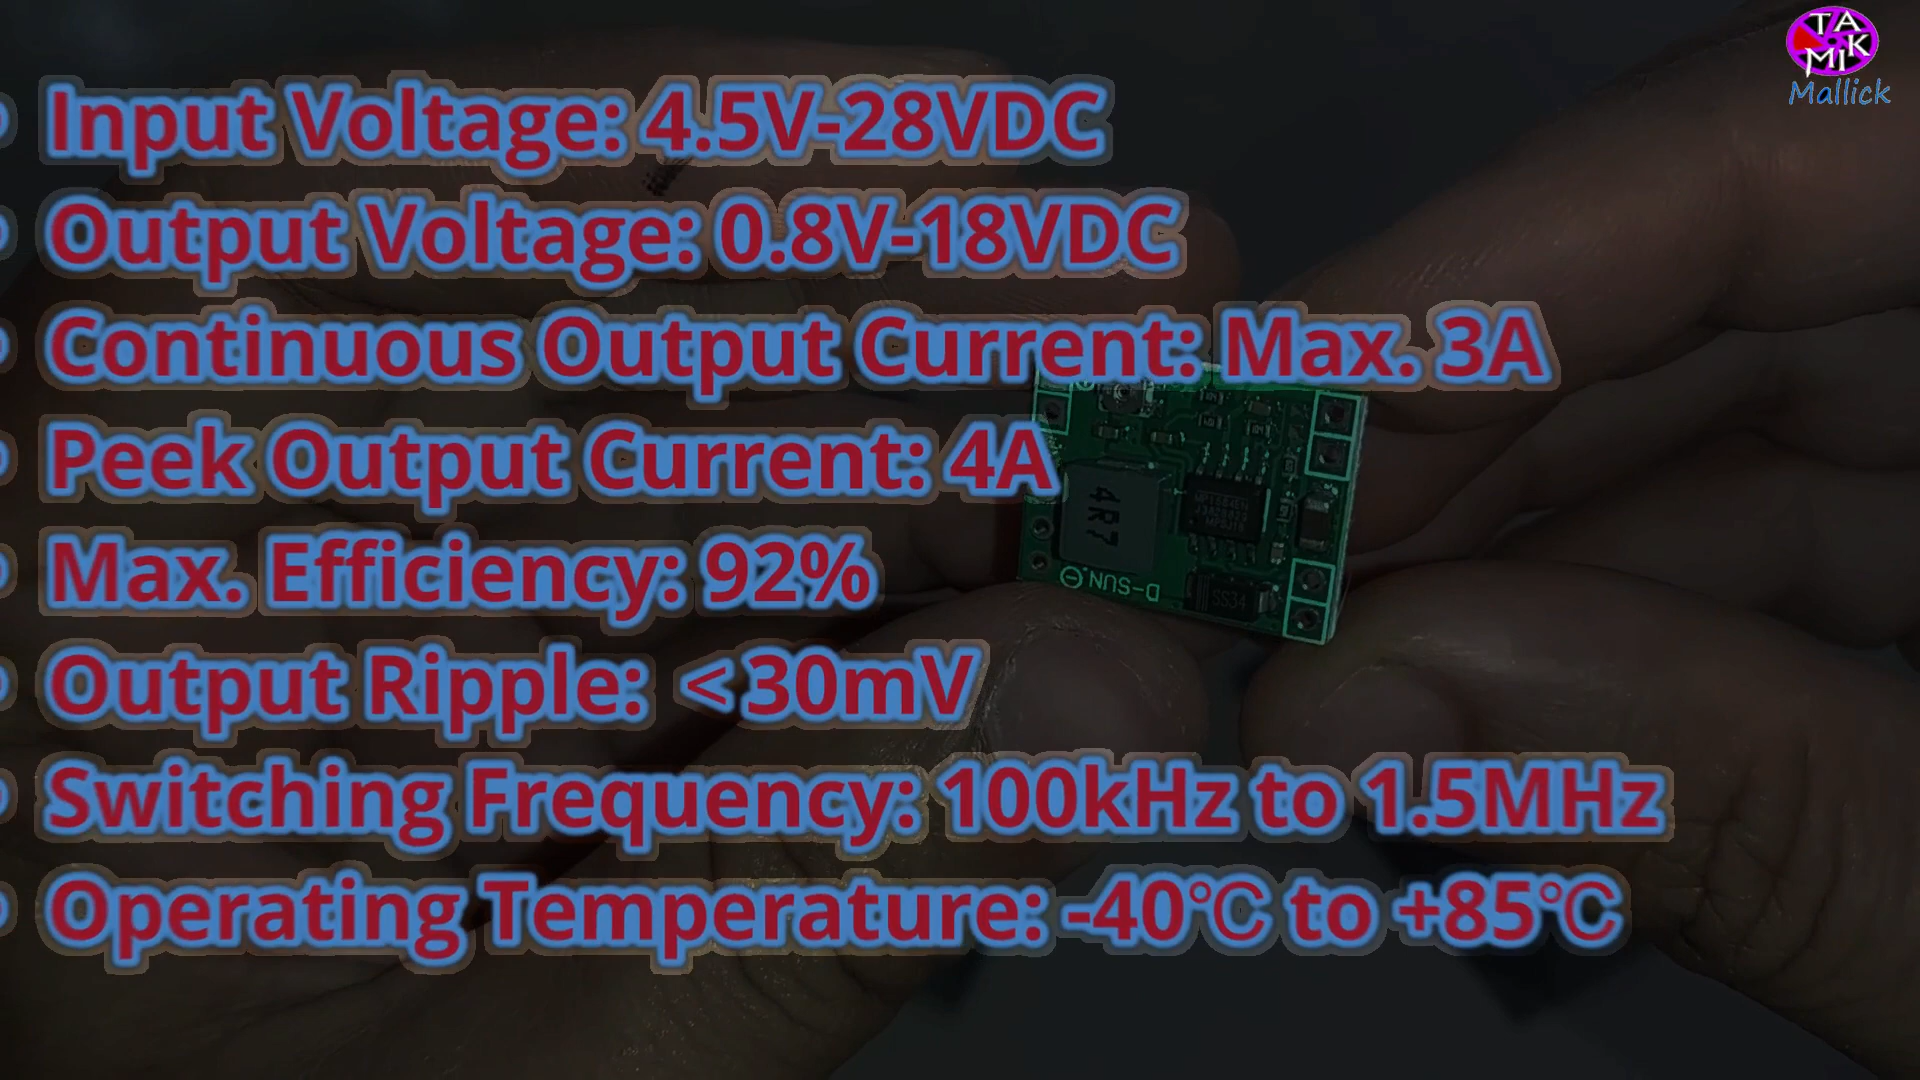 TA
MIK
Mallick
Input Voltage: 4.5V-28VDC
Output Voltage: 0.8V-18VDC
Continuous Output Current: Max. 3A
Peek Output Current: 4A
Max. Efficiency: 92%
Output Ripple: <30mV
Switching Frequency: 100kHz to 1.5MHz
Operating Temperature: -40℃ to +85℃
4R7
D-SUN
SS34